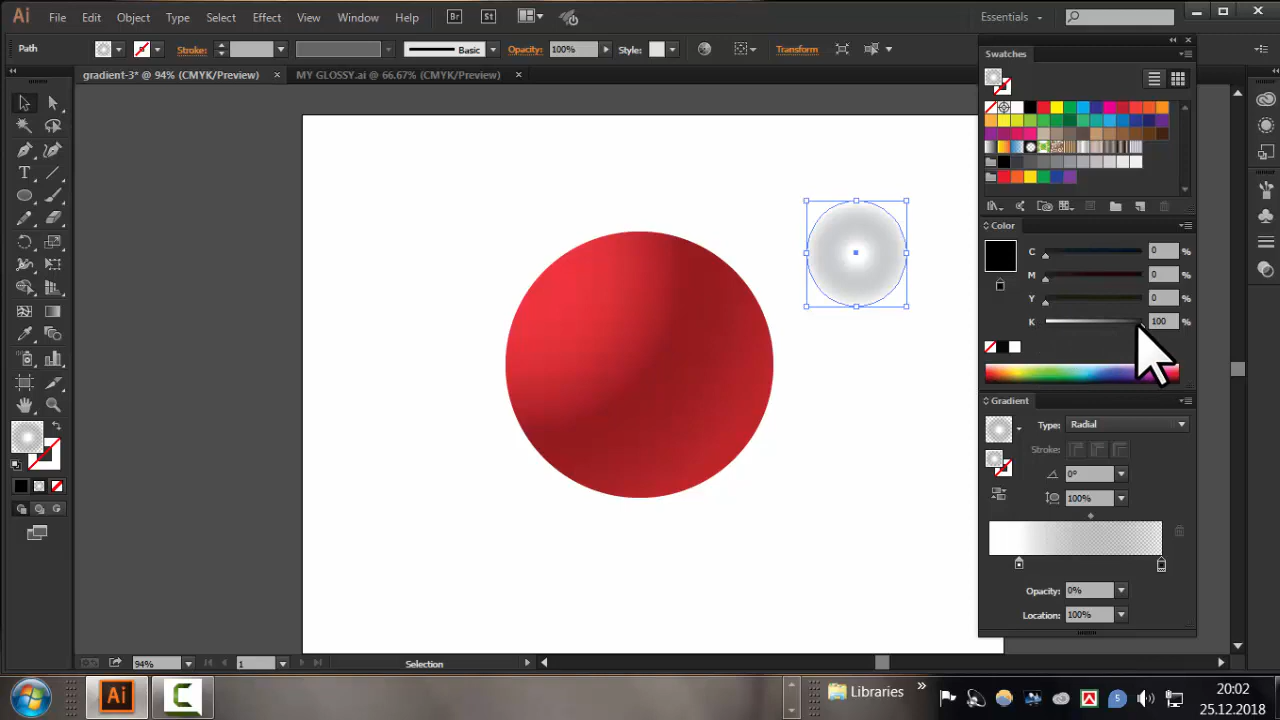 Ai File Edit Object Type Select Effect View Window Help Br St Essentials
Path Stroke: Basic Opacity: 100% Style: Transform
gradient-3* @ 94% (CMYK/Preview) × MY GLOSSY.ai @ 66.67% (CMYK/Preview) ×
Swatches
Color
C 0 %
M 0 %
Y 0 %
K 100 %
Gradient
Type: Radial
Stroke:
0°
100%
Opacity: 0%
Location: 100%
94% 1 Selection
Ai Libraries » 5 20:02
25.12.2018